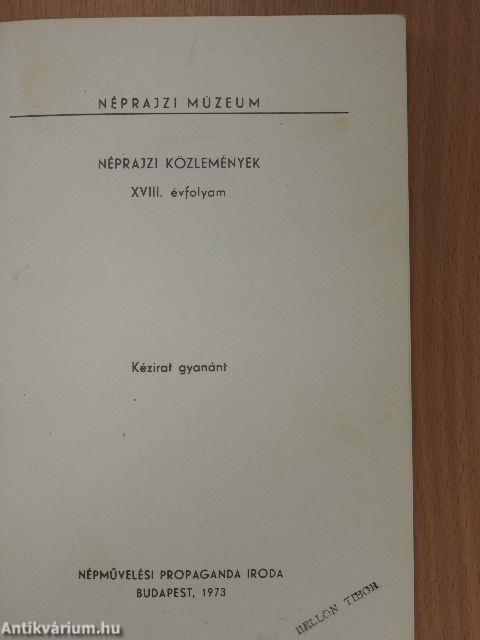 NÉPRAJZI MÚZEUM
NÉPRAJZI KÖZLEMÉNYEK
XVIII. évfolyam
Kézirat gyanánt
NÉPMŰVELÉSI PROPAGANDA IRODA
BUDAPEST, 1973
BELLON TIBOR
Antikvárium.hu